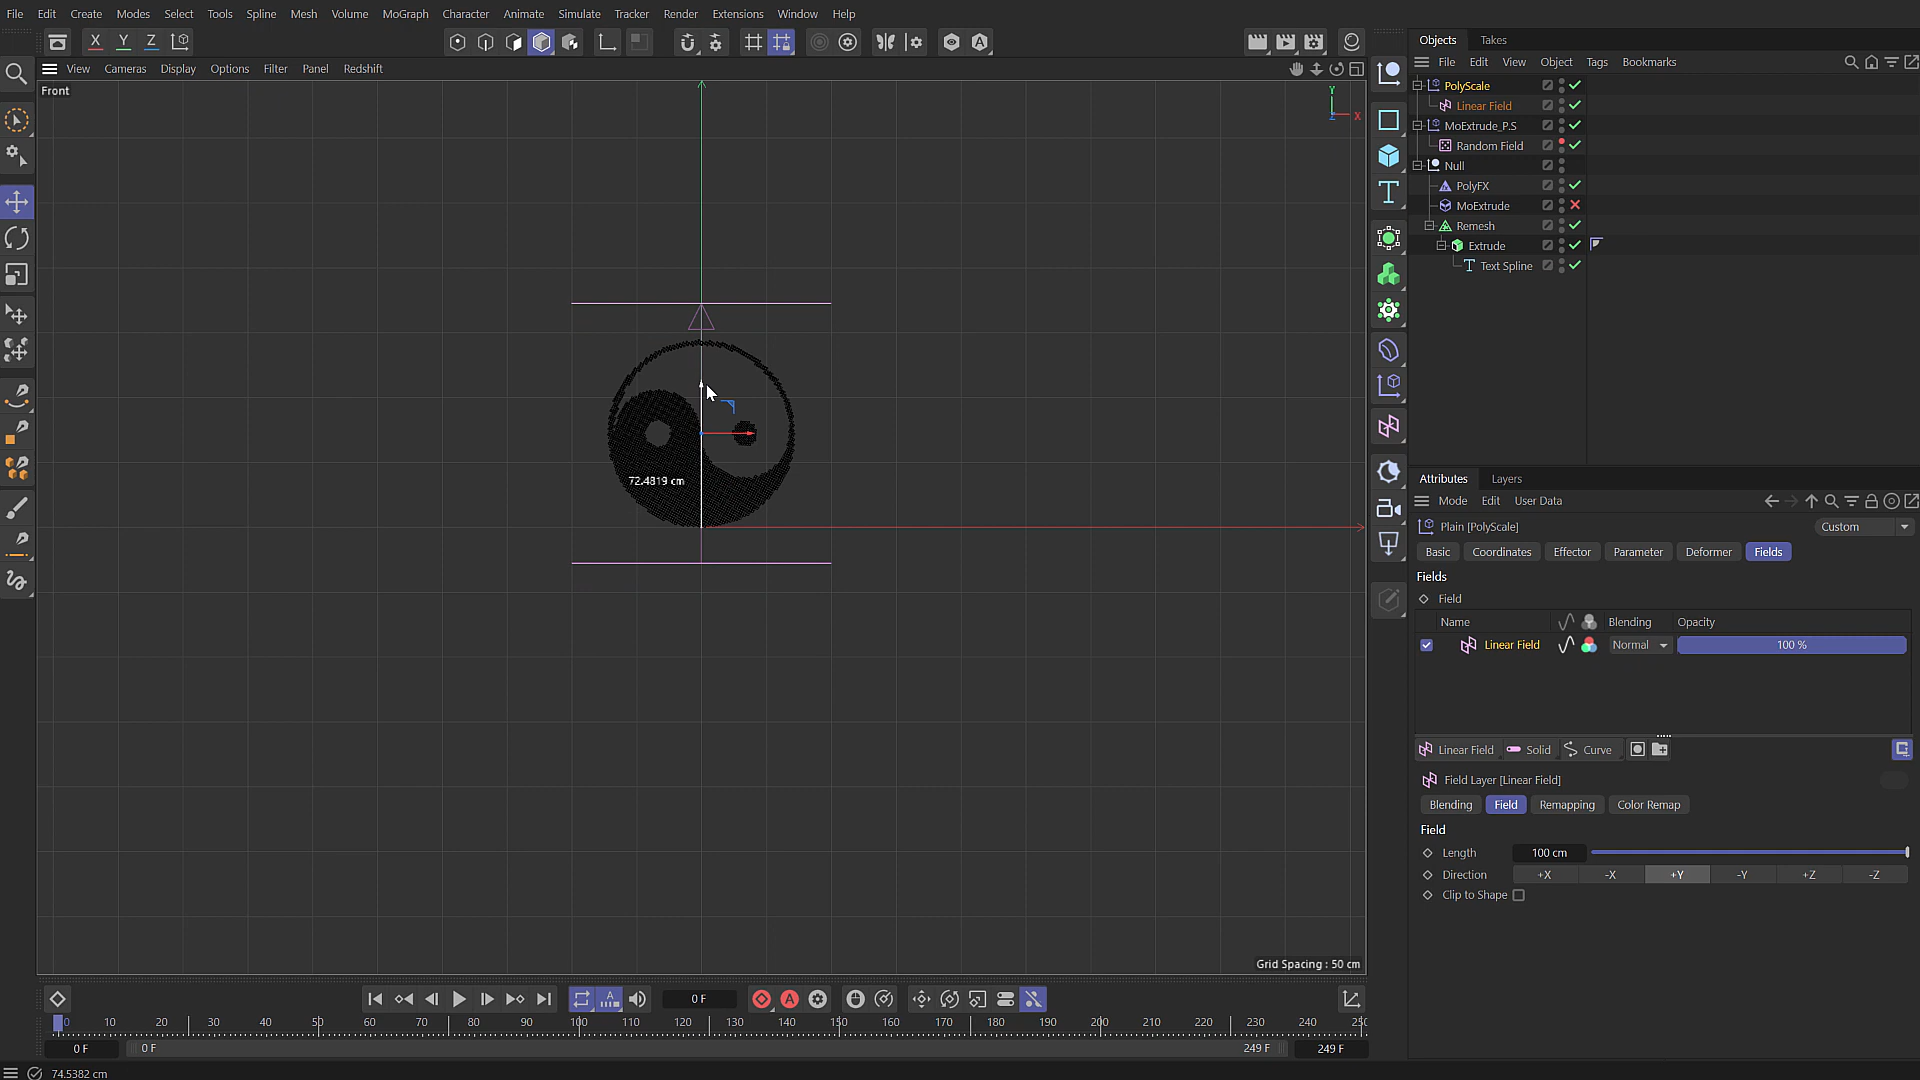 File Edit Create Modes Select Tools Spline Mesh Volume MoGraph Character Animate Simulate Tracker Render Extensions Window Help
X Y Z
Objects Takes
View Cameras Display Options Filter Panel Redshift
File Edit View Object Tags Bookmarks
Front
Y
X
Z
PolyScale
Linear Field
MoExtrude_P.S
Random Field
Null
PolyFX
MoExtrude
Remesh
Extrude
Text Spline
72.4819 cm
Attributes Layers
Mode Edit User Data
Plain [PolyScale]
Custom
Basic Coordinates Effector Parameter Deformer Fields
Fields
Field
Name Blending Opacity
Linear Field Normal 100 %
Linear Field Solid Curve
Field Layer [Linear Field]
Blending Field Remapping Color Remap
Field
Length 100 cm
Direction +X -X +Y -Y +Z -Z
Clip to Shape
Grid Spacing : 50 cm
0 F
0 10 20 30 40 50 60 70 80 90 100 110 120 130 140 150 160 170 180 190 200 210 220 230 240 25
0 F 0 F 249 F 249 F
74.5382 cm